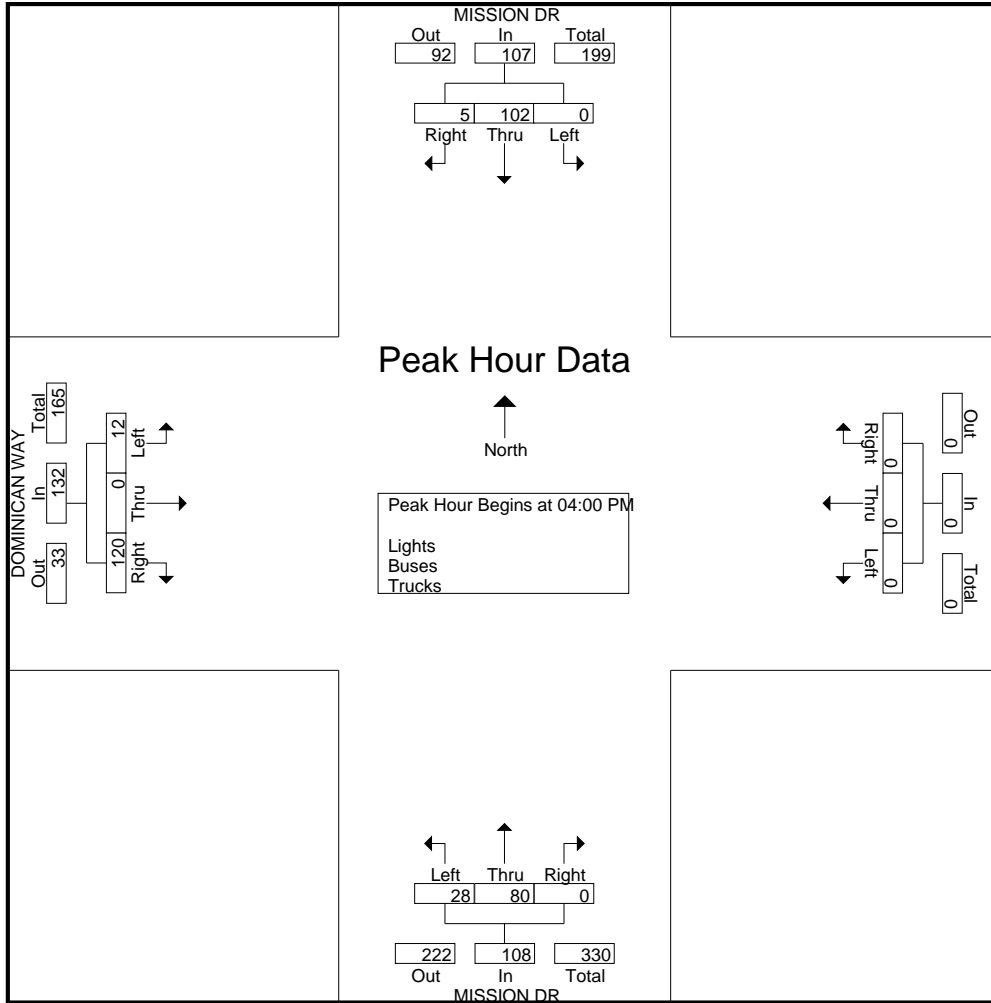 MISSION DR
Out In Total
92 107 199
5 102 0
Right Thru Left
Peak Hour Data
North
Peak Hour Begins at 04:00 PM
Lights
Buses
Trucks
DOMINICAN WAY
Out In Total
33 132 165
Right Thru Left
120 0 12
Out In Total
0 0 0
Right Thru Left
0 0 0
Left Thru Right
28 80 0
222 108 330
Out In Total
MISSION DR